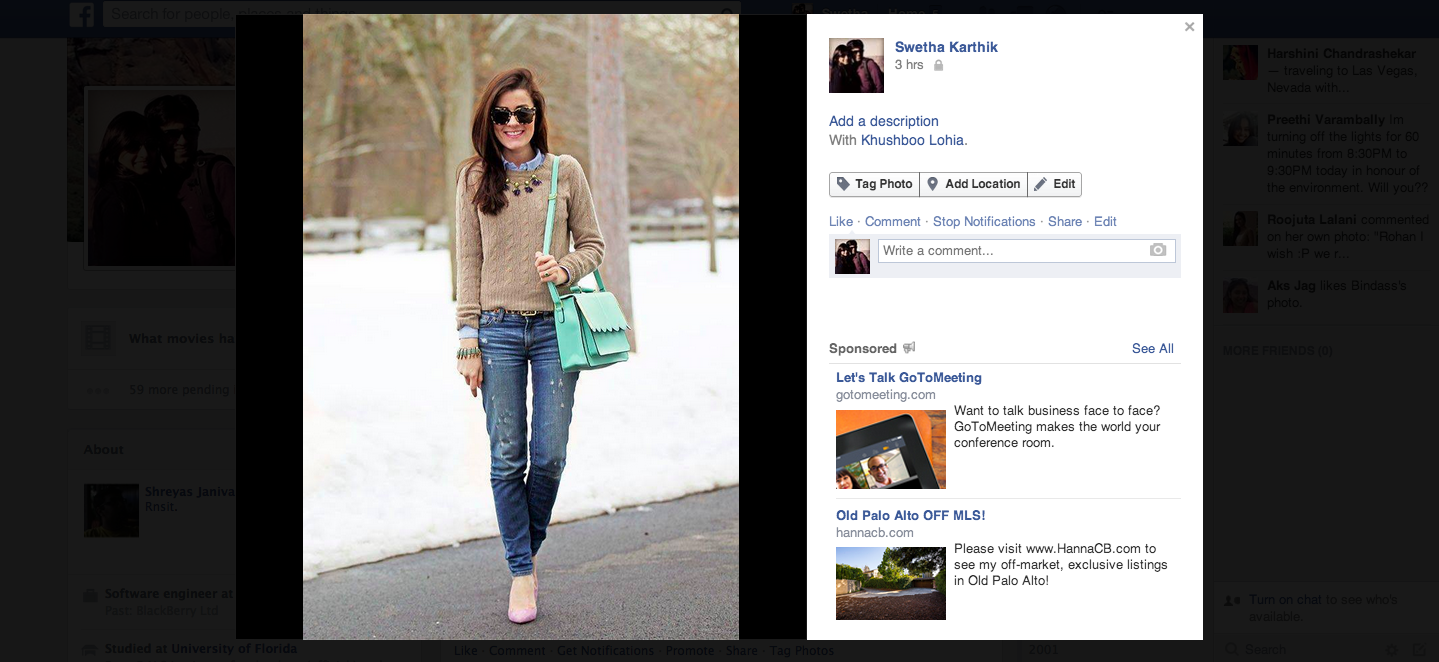 Search for people, places and things
Swetha
Home
Swetha Karthik
3 hrs
Add a description
With Khushboo Lohia.
Tag Photo
Add Location
Edit
Like · Comment · Stop Notifications · Share · Edit
Write a comment...
Sponsored
See All
Let's Talk GoToMeeting
gotomeeting.com
Want to talk business face to face?
GoToMeeting makes the world your
conference room.
Old Palo Alto OFF MLS!
hannacb.com
Please visit www.HannaCB.com to
see my off-market, exclusive listings
in Old Palo Alto!
What movies ha
59 more pending
About
Shreyas Janiva
Rnsit.
Software engineer at
Past: BlackBerry Ltd
Studied at University of Florida
Like · Comment · Get Notifications · Promote · Share · Tag Photos
2001
Harshini Chandrashekar
— traveling to Las Vegas,
Nevada with...
Preethi Varambally Im
turning off the lights for 60
minutes from 8:30PM to
9:30PM today in honour of
the environment. Will you??
Roojuta Lalani commented
on her own photo: "Rohan I
wish :P we r...
Aks Jag likes Bindass's
photo.
MORE FRIENDS (9)
Turn on chat to see who's
available.
Search